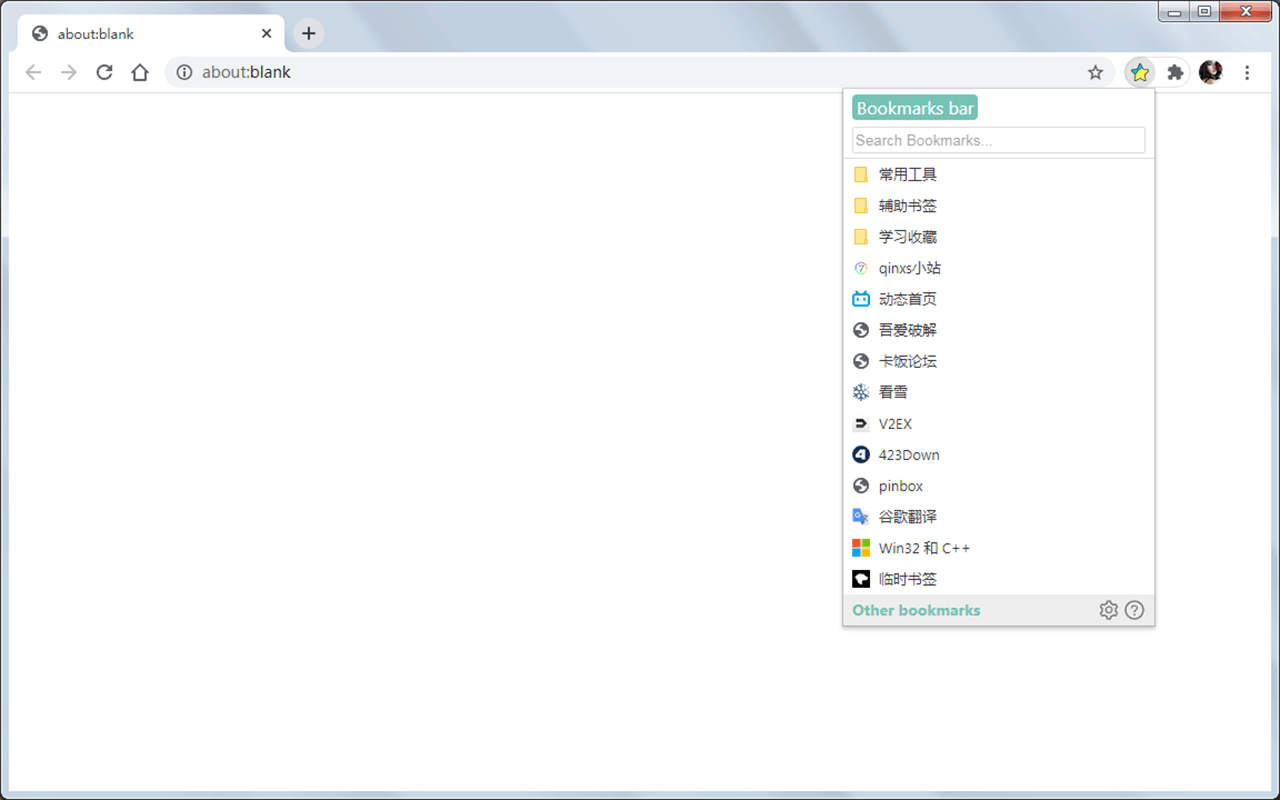 about:blank
about:blank
Bookmarks bar
Search Bookmarks...
常用工具
辅助书签
学习收藏
qinxs小站
动态首页
吾爱破解
卡饭论坛
看雪
V2EX
423Down
pinbox
谷歌翻译
Win32 和 C++
临时书签
Other bookmarks